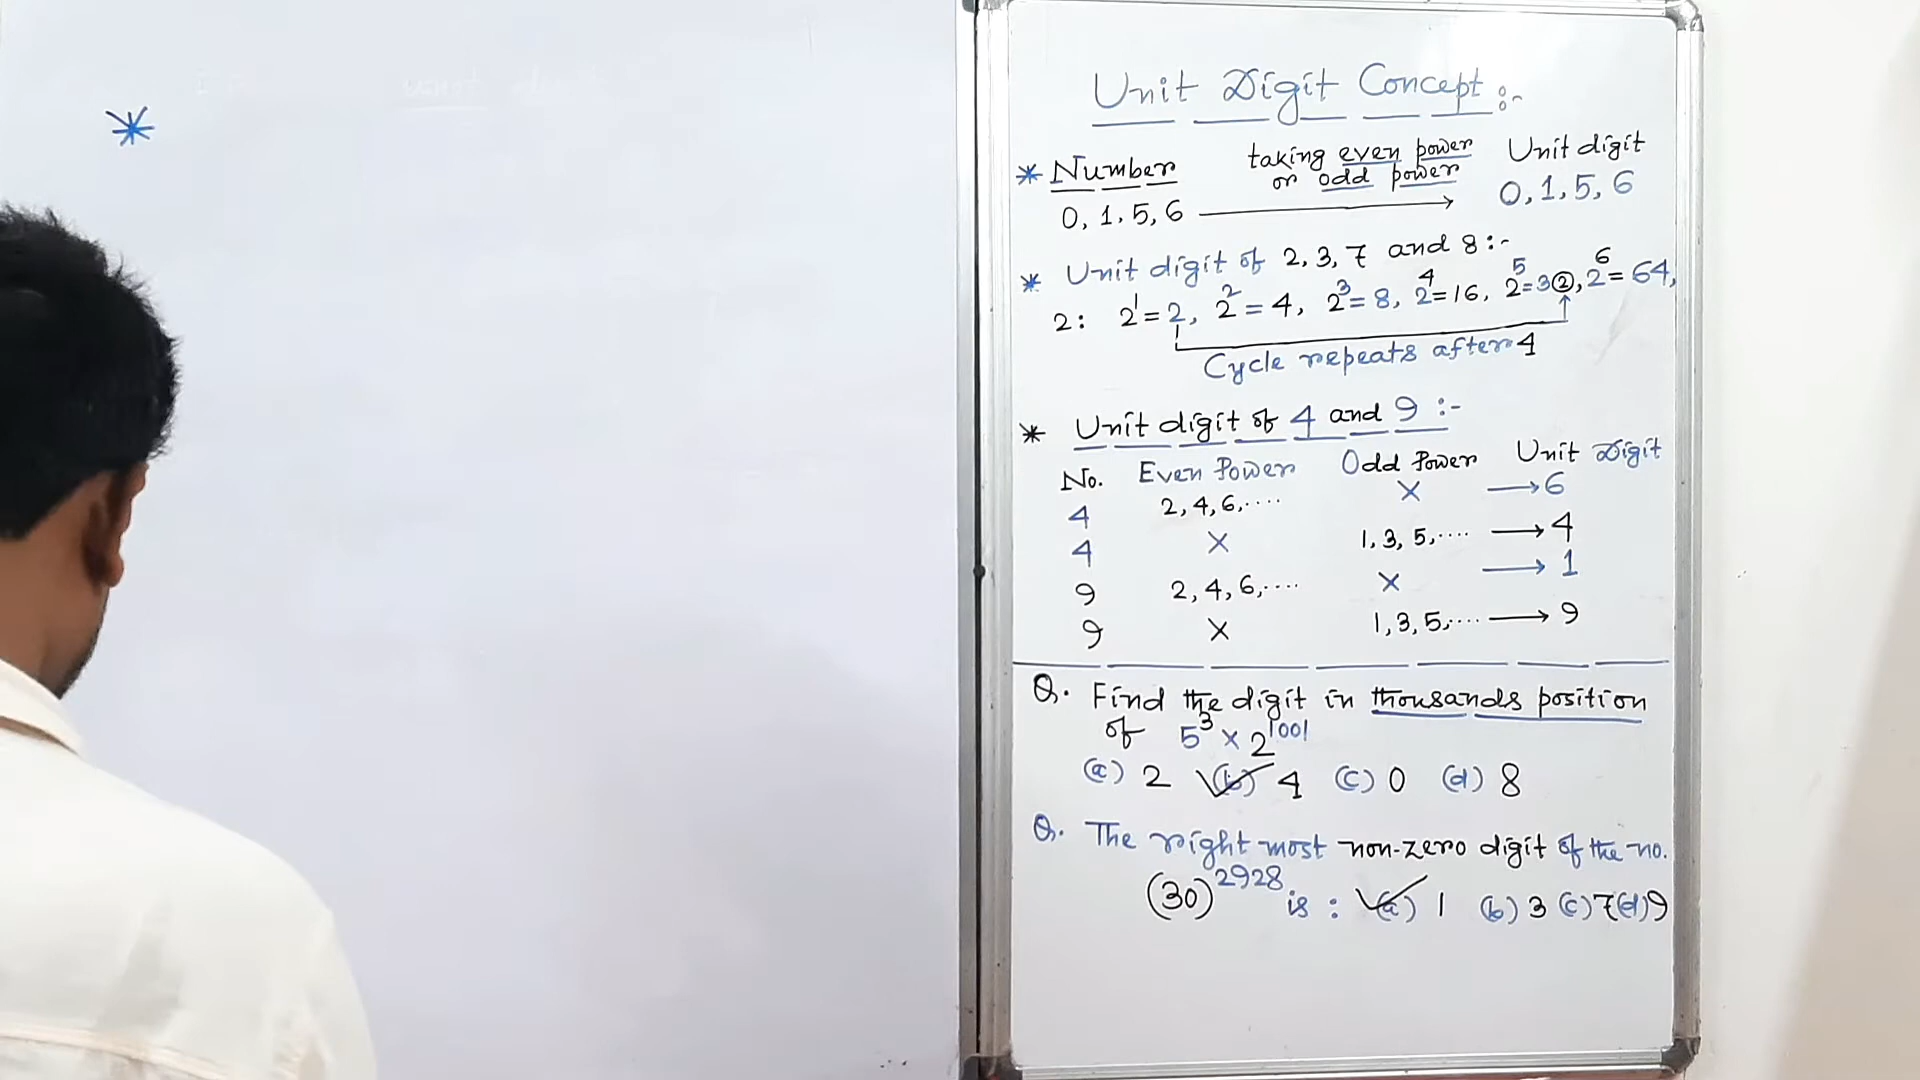 *
Unit Digit Concept :-
* Number taking even power Unit digit
or odd power
0, 1, 5, 6 ⟶ 0, 1, 5, 6
* Unit digit of 2, 3, 7 and 8 :-
2: 2¹ = 2, 2² = 4, 2³ = 8, 2⁴ = 16, 2⁵ = 32, 2⁶ = 64,
Cycle repeats after 4
* Unit digit of 4 and 9 :-
No. Even Power Odd Power Unit Digit
4 2, 4, 6, .... × ⟶ 6
4 × 1, 3, 5, .... ⟶ 4
9 2, 4, 6, .... × ⟶ 1
9 × 1, 3, 5, .... ⟶ 9
Q. Find the digit in thousands position
of 5³ × 2¹⁰⁰¹
(a) 2 (b) 4 (c) 0 (d) 8
Q. The right most non-zero digit of the no.
(30)²⁹²⁸ is : (a) 1 (b) 3 (c) 7 (d) 9